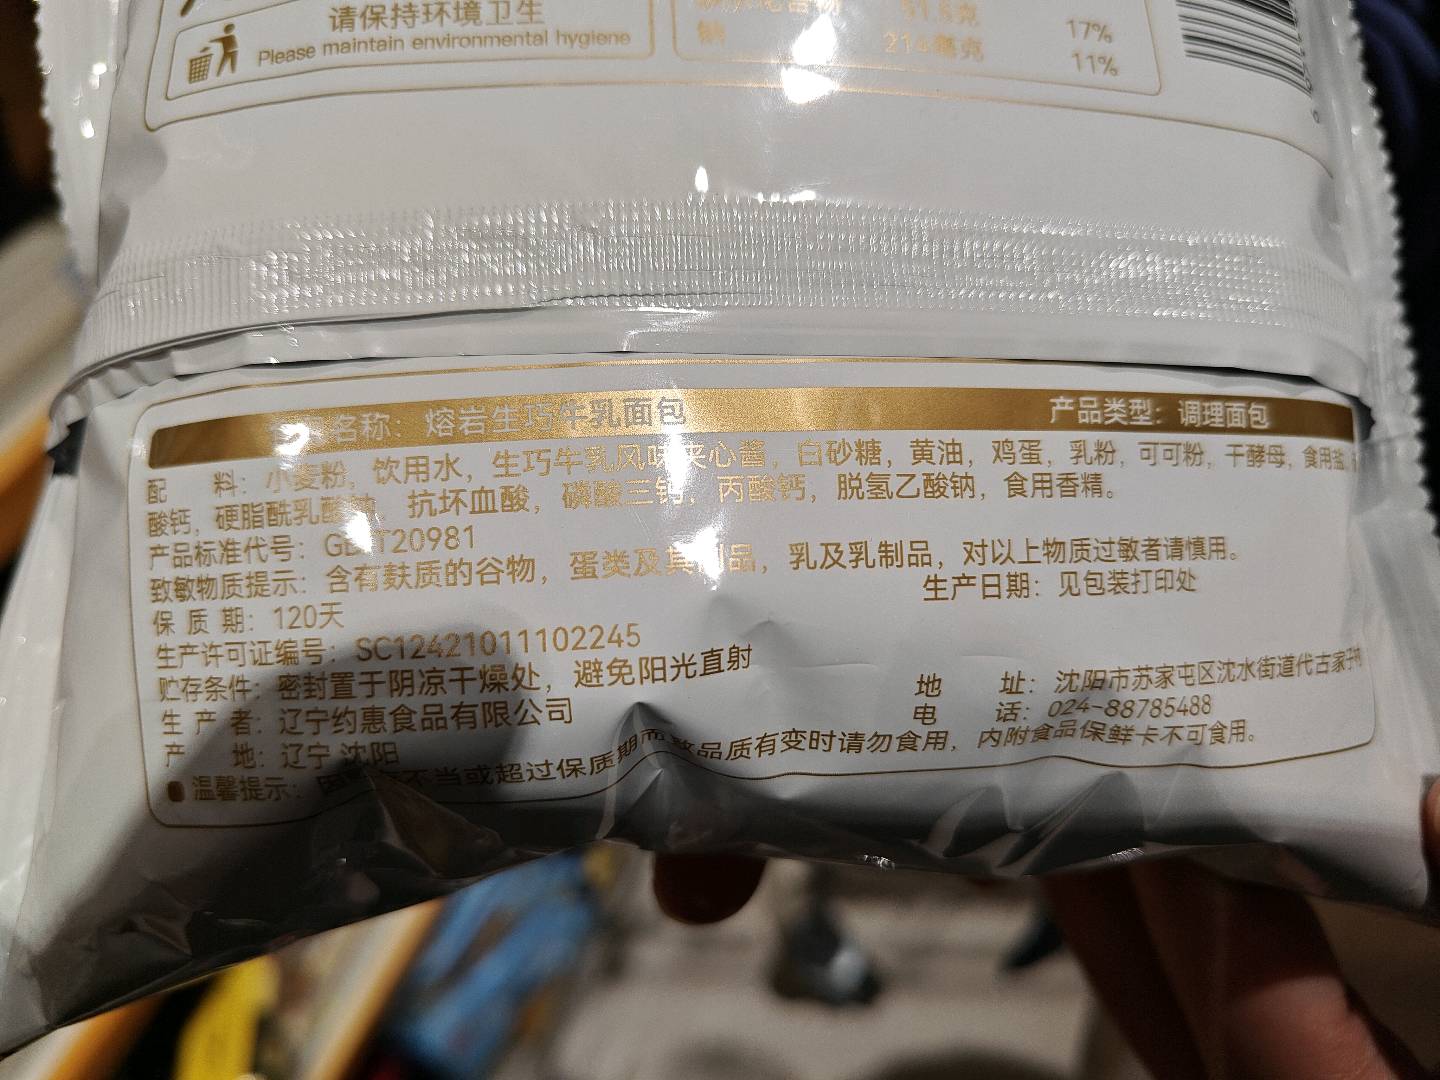 请保持环境卫生
Please maintain environmental hygiene
17%
钠 毫克 11%
名称：熔岩生巧牛乳面包 产品类型：调理面包
配 料：小麦粉，饮用水，生巧牛乳风味夹心酱，白砂糖，黄油，鸡蛋，乳粉，可可粉，干酵母，食用盐，
酸钙，硬脂酰乳酸 抗坏血酸，磷酸三钙，丙酸钙，脱氢乙酸钠，食用香精。
产品标准代号：GB/T20981
致敏物质提示：含有麸质的谷物，蛋类及其制品，乳及乳制品，对以上物质过敏者请慎用。
保 质 期：120天 生产日期：见包装打印处
生产许可证编号：SC12421011102245
贮存条件：密封置于阴凉干燥处，避免阳光直射
生 产 者：辽宁约惠食品有限公司 地 址：沈阳市苏家屯区沈水街道代古家子村
产 地：辽宁 沈阳 电 话：024-88785488
温馨提示： 不当或超过保质期而致品质有变时请勿食用，内附食品保鲜卡不可食用。